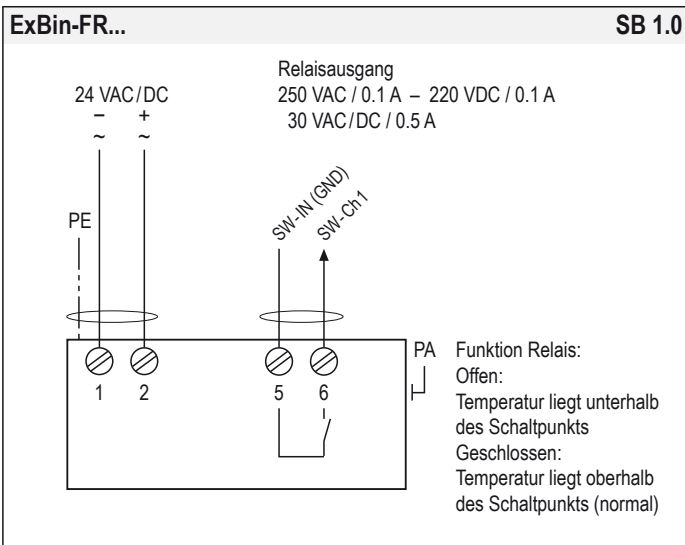 ExBin-FR... SB 1.0
Relaisausgang
24 VAC/DC 250 VAC / 0.1 A – 220 VDC / 0.1 A
– + 30 VAC/DC / 0.5 A
~ ~
SW-IN (GND)
SW-Ch1
PE
PA Funktion Relais:
Offen:
1 2 5 6 Temperatur liegt unterhalb
des Schaltpunkts
Geschlossen:
Temperatur liegt oberhalb
des Schaltpunkts (normal)